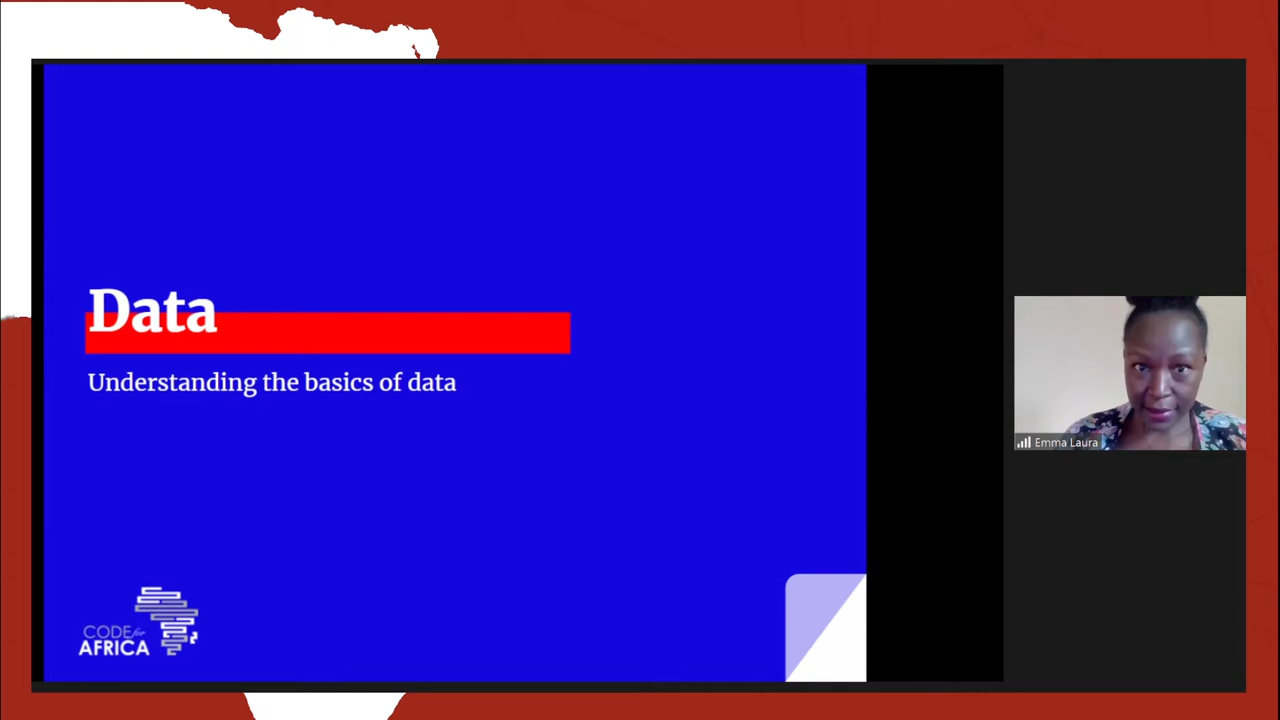 Data
Understanding the basics of data
CODE for
AFRICA
Emma Laura